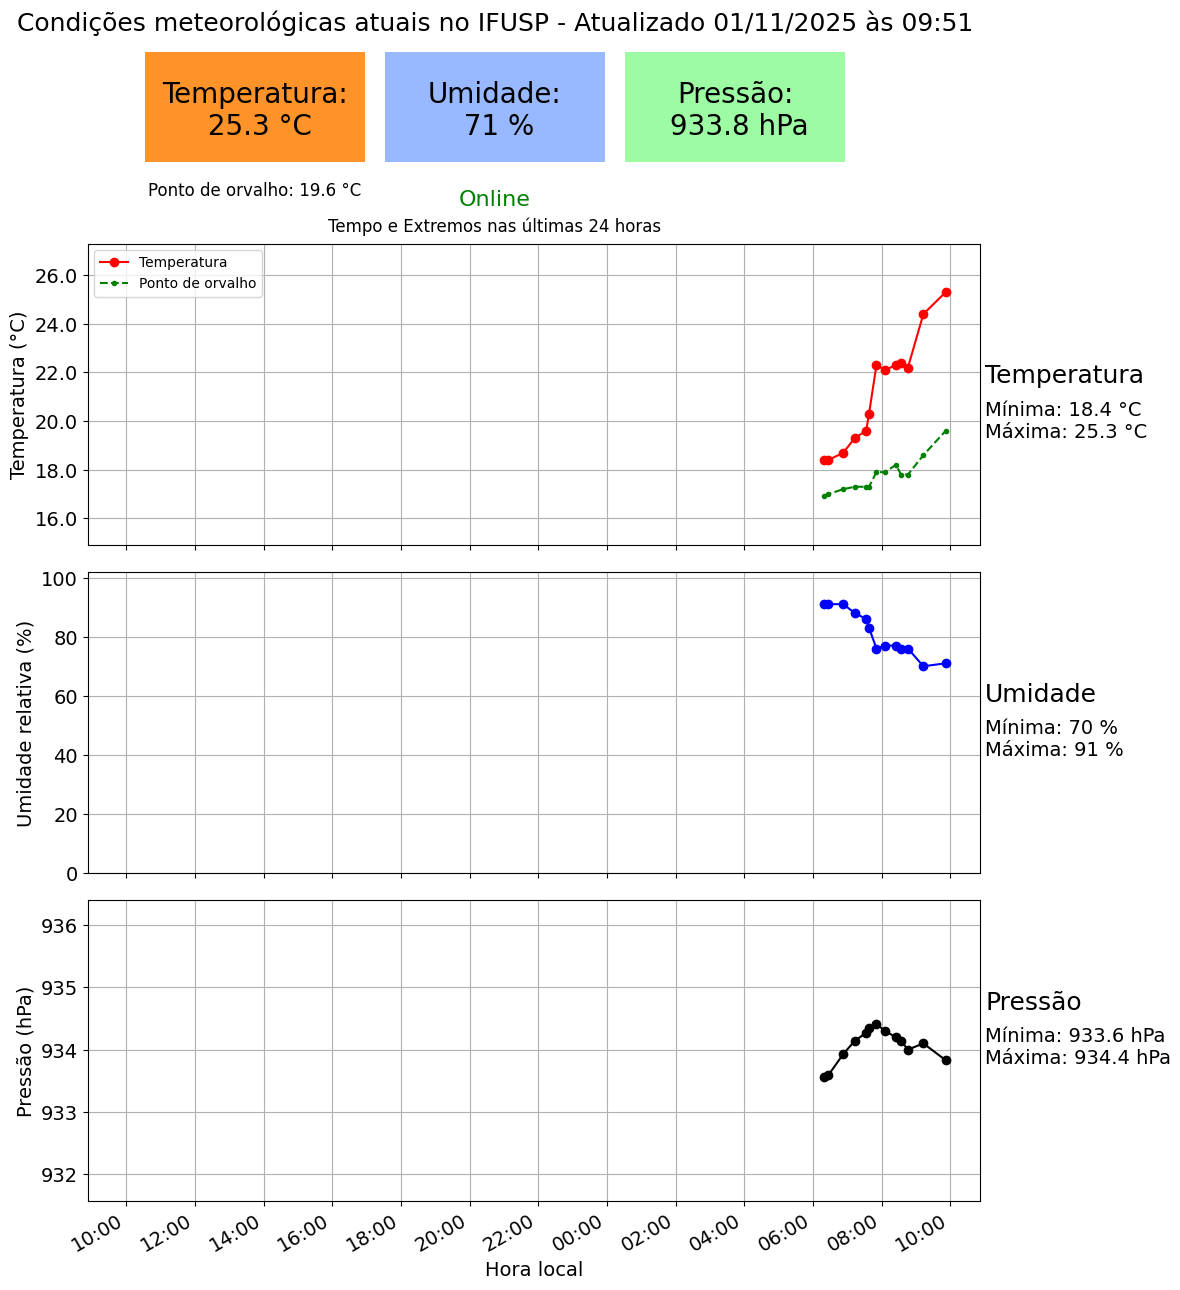 Condições meteorológicas atuais no IFUSP - Atualizado 01/11/2025 às 09:51
Temperatura:
25.3 °C
Umidade:
71 %
Pressão:
933.8 hPa
Ponto de orvalho: 19.6 °C
Online
Tempo e Extremos nas últimas 24 horas
Temperatura
Ponto de orvalho
Temperatura (°C)
26.0
24.0
22.0
20.0
18.0
16.0
Temperatura
Mínima: 18.4 °C
Máxima: 25.3 °C
Umidade relativa (%)
100
80
60
40
20
0
Umidade
Mínima: 70 %
Máxima: 91 %
Pressão (hPa)
936
935
934
933
932
Pressão
Mínima: 933.6 hPa
Máxima: 934.4 hPa
10:00 12:00 14:00 16:00 18:00 20:00 22:00 00:00 02:00 04:00 06:00 08:00 10:00
Hora local